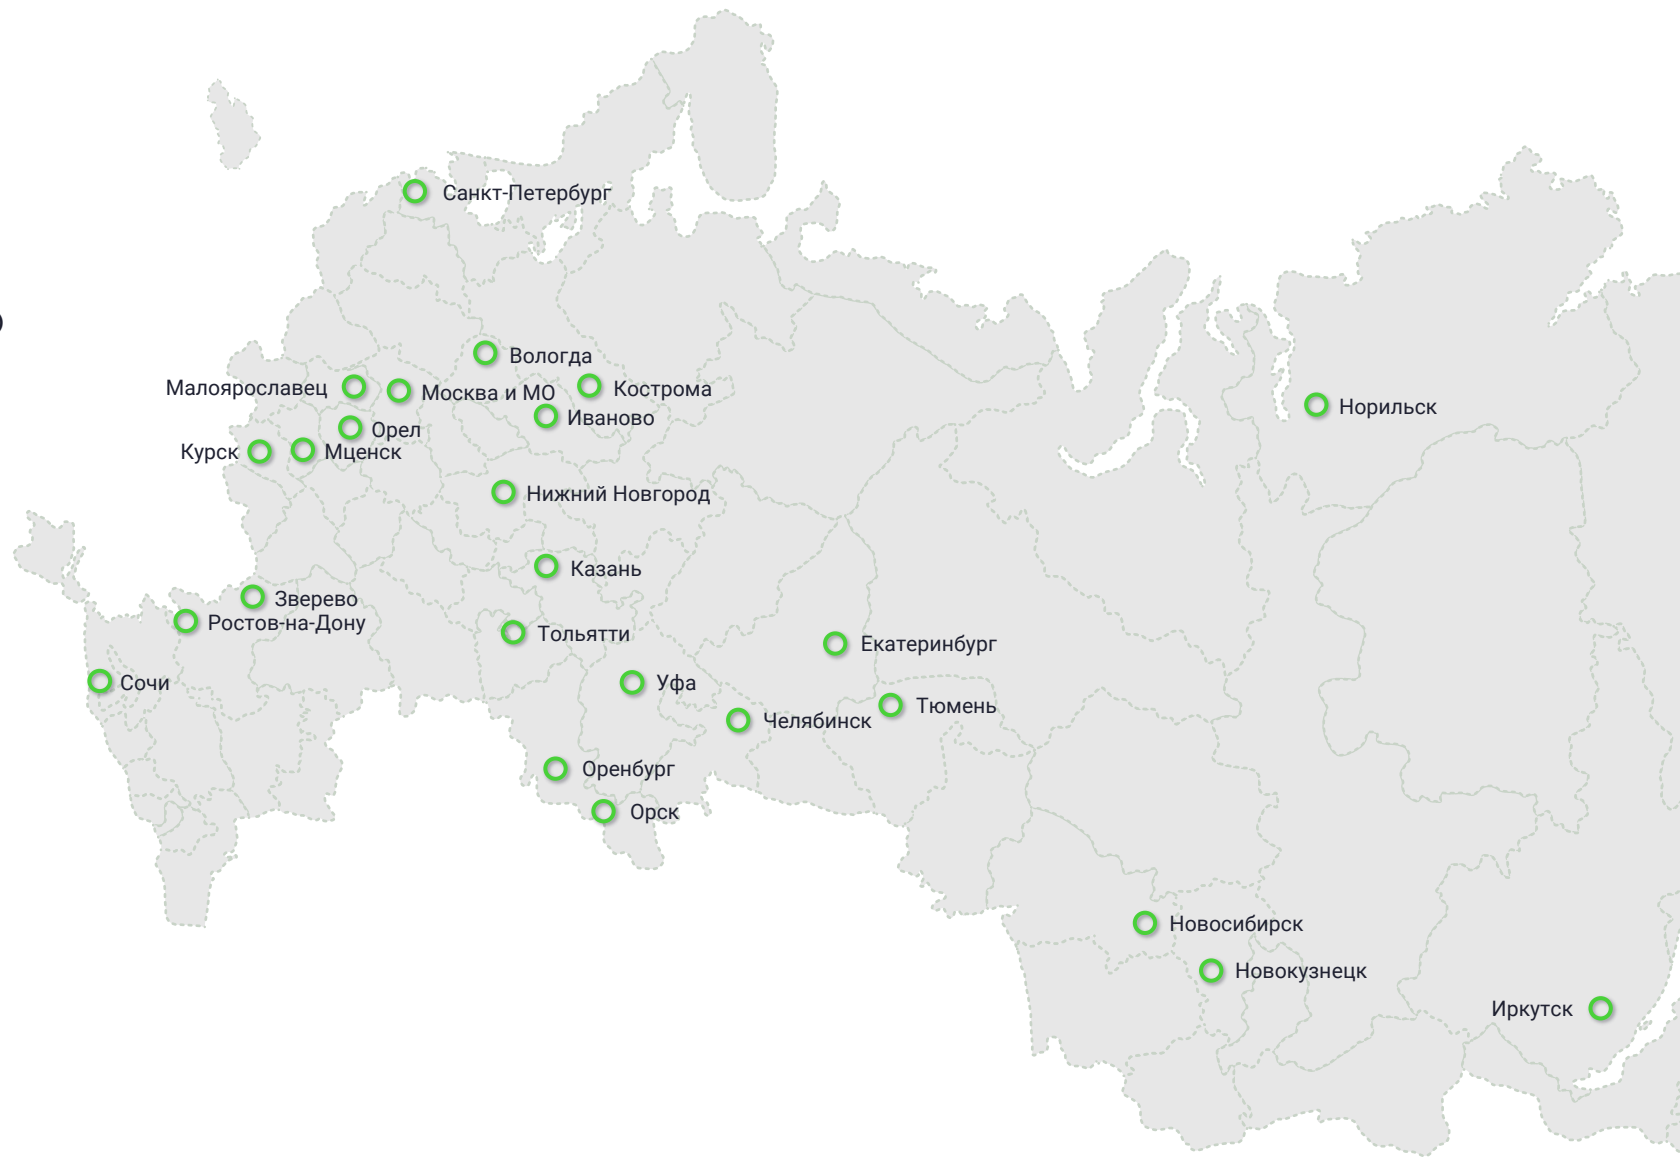 Санкт-Петербург
Вологда
Малоярославец
Москва и МО
Кострома
Иваново
Норильск
Орел
Курск
Мценск
Нижний Новгород
Казань
Зверево
Ростов-на-Дону
Тольятти
Екатеринбург
Сочи
Уфа
Тюмень
Челябинск
Оренбург
Орск
Новосибирск
Новокузнецк
Иркутск